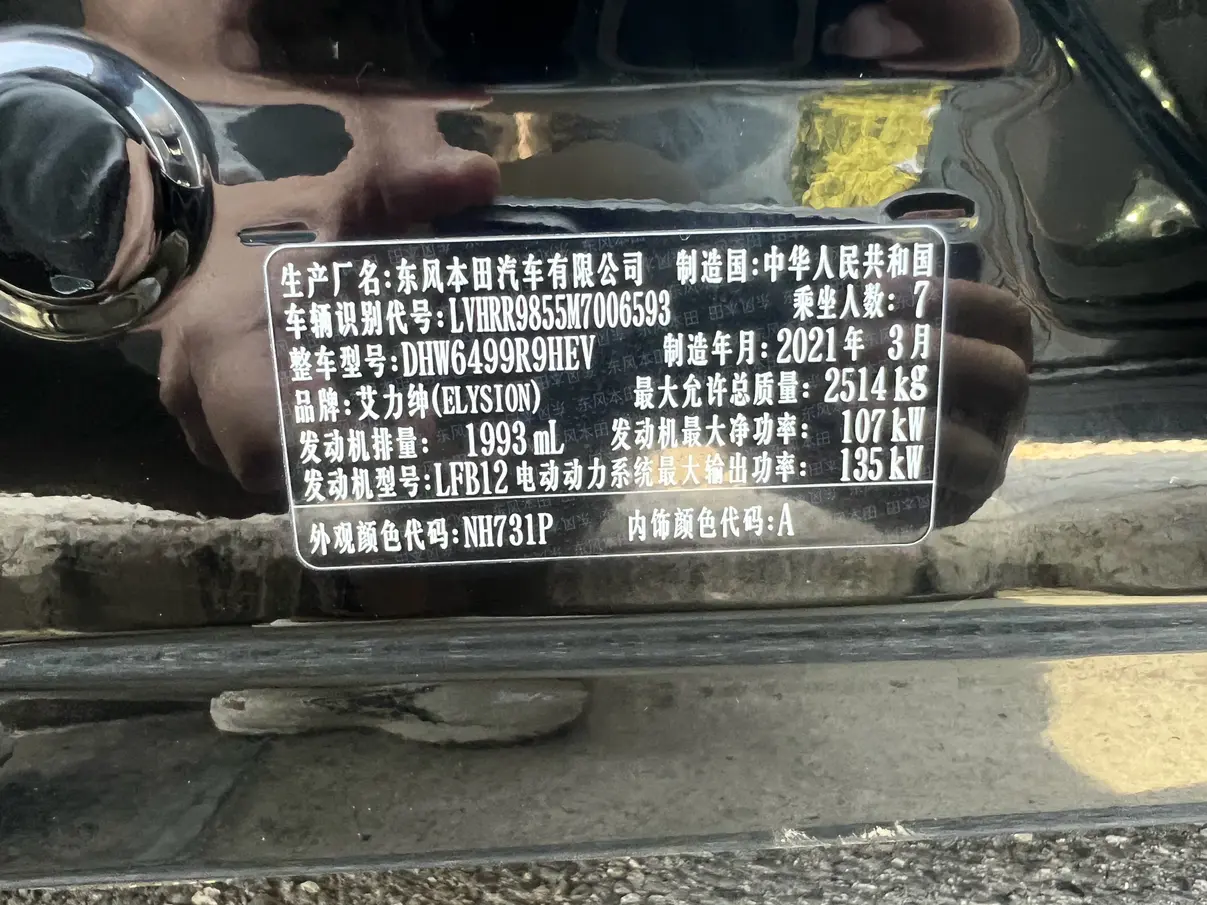 生产厂名:东风本田汽车有限公司 制造国:中华人民共和国
车辆识别代号:LVHRR9855M7006593 乘坐人数: 7
整车型号:DHW6499R9HEV 制造年月:2021年 3月
品牌:艾力绅(ELYSION) 最大允许总质量: 2514kg
发动机排量: 1993mL 发动机最大净功率: 107kW
发动机型号:LFB12 电动动力系统最大输出功率: 135kW
外观颜色代码:NH731P 内饰颜色代码:A